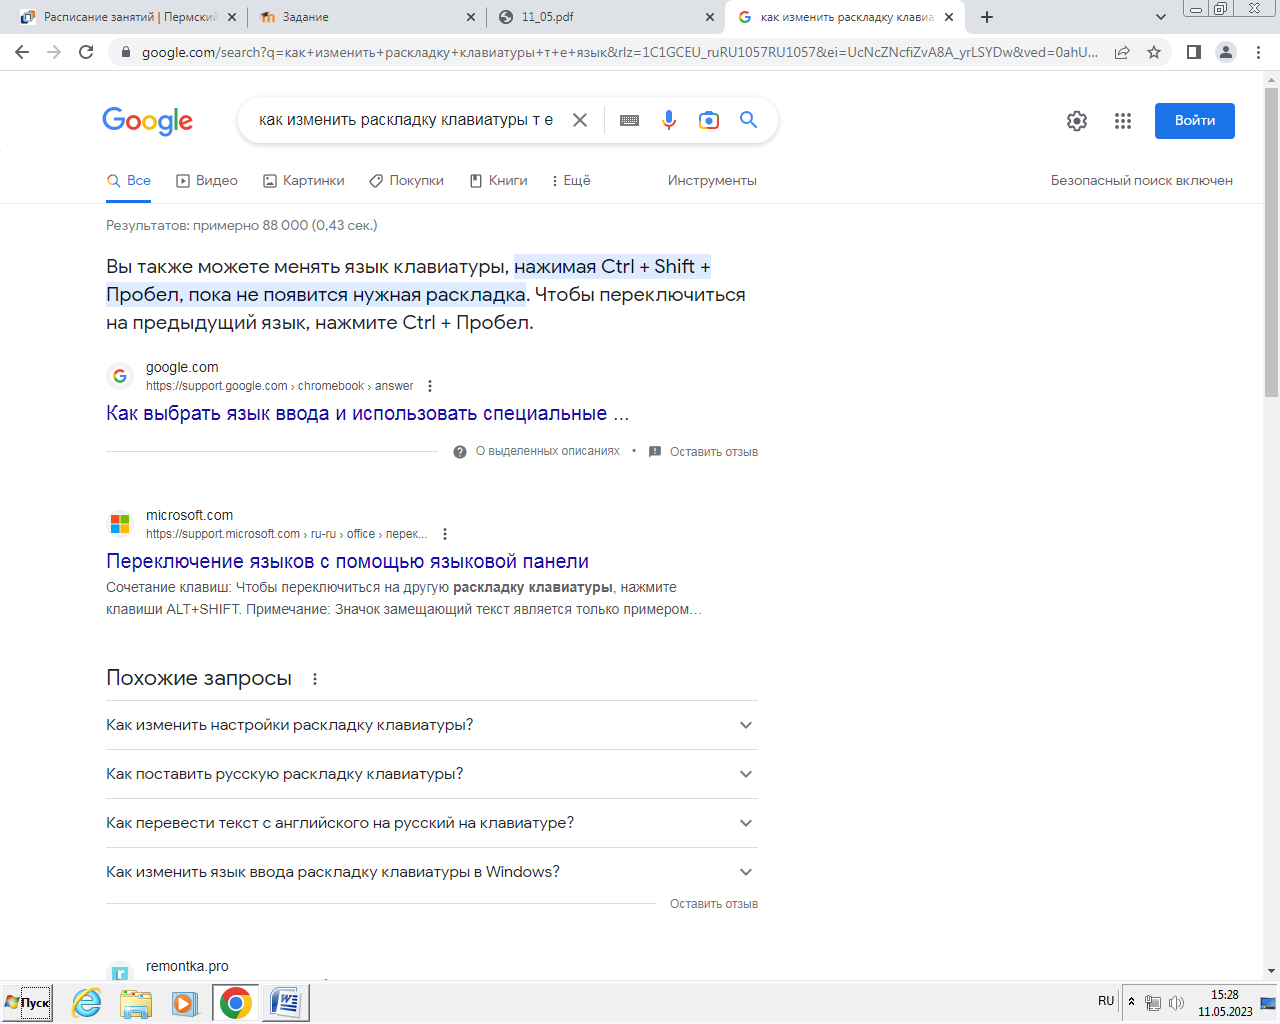 Расписание занятий | Пермский
Задание
11_05.pdf
как изменить раскладку клавиа
google.com/search?q=как+изменить+раскладку+клавиатуры+т+е+язык&rlz=1C1GCEU_ruRU1057RU1057&ei=UcNcZNcfiZvA8A_yrLSYDw&ved=0ahU...
Google
как изменить раскладку клавиатуры т е
Войти
Все
Видео
Картинки
Покупки
Книги
Ещё
Инструменты
Безопасный поиск включен
Результатов: примерно 88 000 (0,43 сек.)
Вы также можете менять язык клавиатуры, нажимая Ctrl + Shift +
Пробел, пока не появится нужная раскладка. Чтобы переключиться
на предыдущий язык, нажмите Ctrl + Пробел.
google.com
https://support.google.com › chromebook › answer
Как выбрать язык ввода и использовать специальные ...
О выделенных описаниях • Оставить отзыв
microsoft.com
https://support.microsoft.com › ru-ru › office › перек...
Переключение языков с помощью языковой панели
Сочетание клавиш: Чтобы переключиться на другую раскладку клавиатуры, нажмите
клавиши ALT+SHIFT. Примечание: Значок замещающий текст является только примером...
Похожие запросы
Как изменить настройки раскладку клавиатуры?
Как поставить русскую раскладку клавиатуры?
Как перевести текст с английского на русский на клавиатуре?
Как изменить язык ввода раскладку клавиатуры в Windows?
Оставить отзыв
remontka.pro
Пуск
RU
15:28
11.05.2023